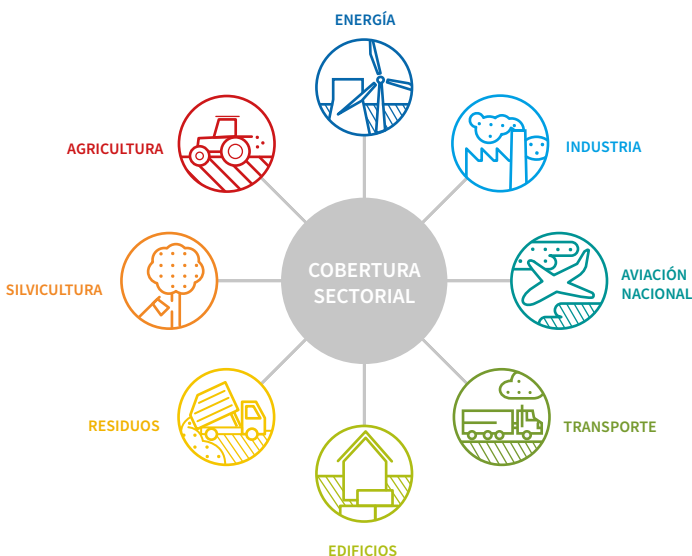 ENERGÍA
INDUSTRIA
AVIACIÓN
NACIONAL
TRANSPORTE
EDIFICIOS
RESIDUOS
SILVICULTURA
AGRICULTURA
COBERTURA
SECTORIAL